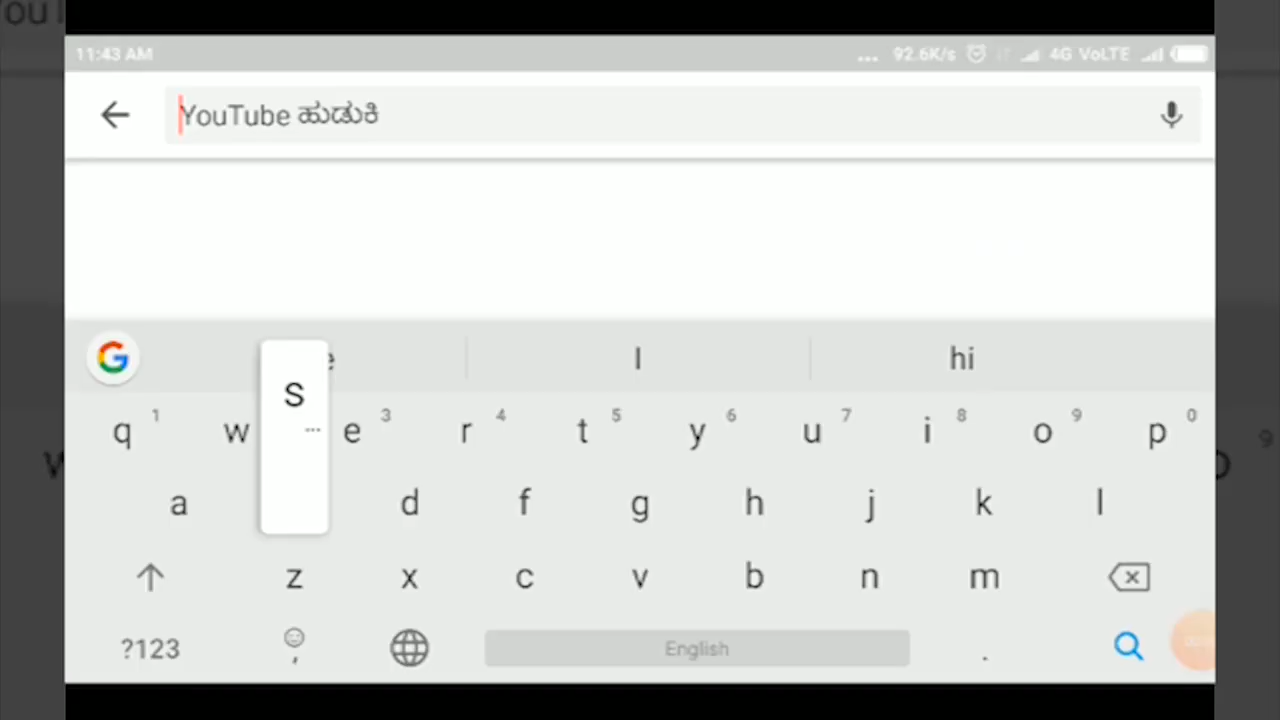 11:43 AM ... 92.6K/s 4G VoLTE
YouTube ಹುಡುಕಿ
I hi
S
q 1 w e 3 r 4 t 5 y 6 u 7 i 8 o 9 p 0
a d f g h j k l
z x c v b n m
?123 , English .